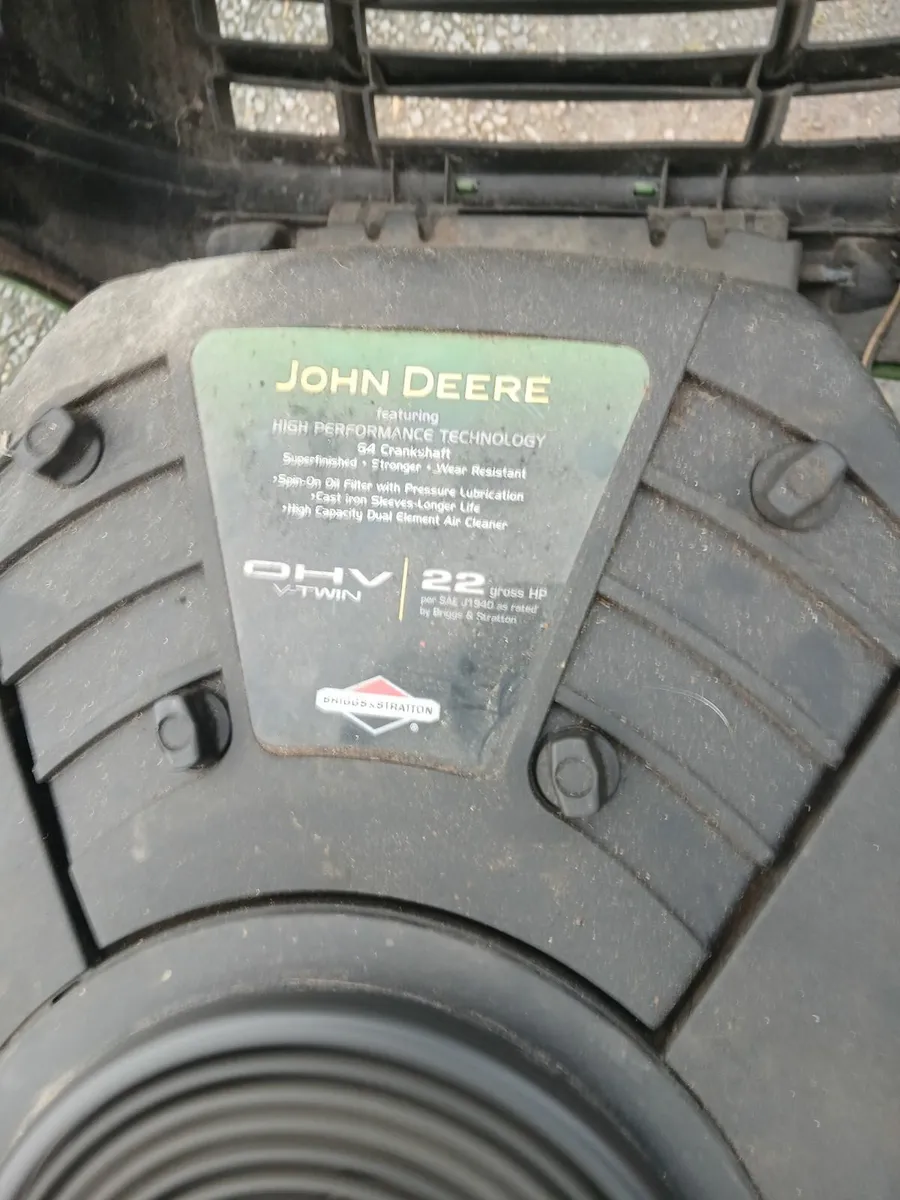 JOHN DEERE
featuring
HIGH PERFORMANCE TECHNOLOGY
G4 Crankshaft
Superfinished • Stronger • Wear Resistant
›Spin-On Oil Filter with Pressure Lubrication
›Cast Iron Sleeves-Longer Life
›High Capacity Dual Element Air Cleaner
OHV
V-TWIN
22 gross HP
per SAE J1940 as rated
by Briggs & Stratton
BRIGGS & STRATTON
®